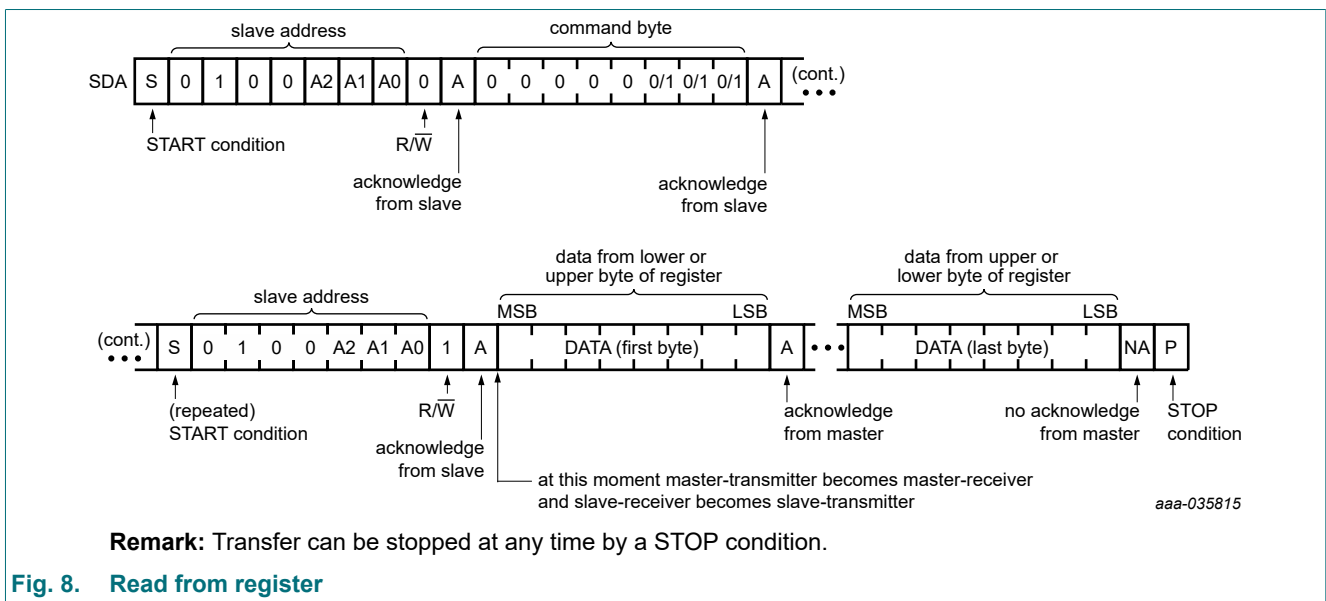 slave address
command byte
SDA S 0 1 0 0 A2 A1 A0 0 A 0 0 0 0 0 0/1 0/1 0/1 A (cont.)
START condition
R/W̅
acknowledge
from slave
acknowledge
from slave
data from lower or
upper byte of register
data from upper or
lower byte of register
slave address
MSB LSB MSB LSB
(cont.) S 0 1 0 0 A2 A1 A0 1 A DATA (first byte) A DATA (last byte) NA P
(repeated)
START condition
R/W̅
acknowledge
from slave
acknowledge
from master
no acknowledge
from master
STOP
condition
at this moment master-transmitter becomes master-receiver
and slave-receiver becomes slave-transmitter
aaa-035815
Remark: Transfer can be stopped at any time by a STOP condition.
Fig. 8. Read from register